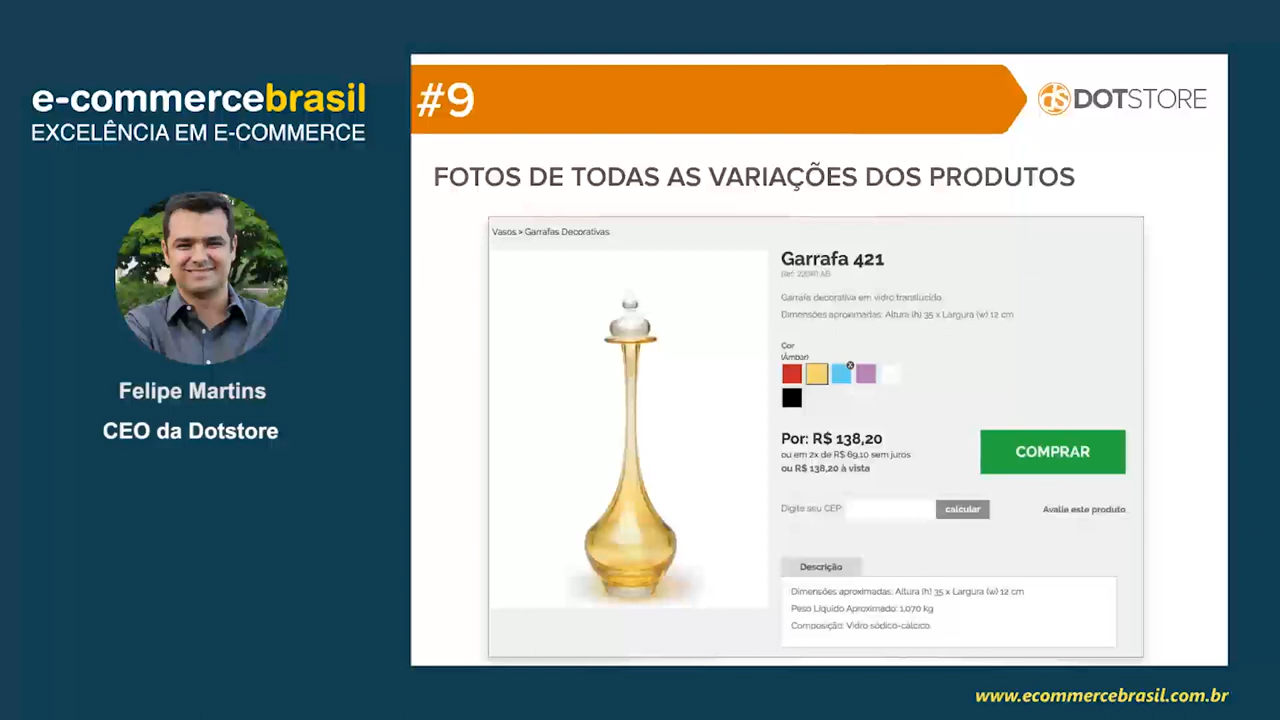 e-commercebrasil
EXCELÊNCIA EM E-COMMERCE
Felipe Martins
CEO da Dotstore
#9
DOTSTORE
FOTOS DE TODAS AS VARIAÇÕES DOS PRODUTOS
Vasos » Garrafas Decorativas
Garrafa 421
Garrafa decorativa em vidro translucido.
Dimensões aproximadas: Altura (h) 35 x Largura (w) 12 cm
Cor
(Âmbar)
X
Por: R$ 138,20
ou em 2x de R$ 69,10 sem juros
ou R$ 138,20 à vista
COMPRAR
Digite seu CEP:
calcular
Avalie este produto
Descrição
Dimensões aproximadas: Altura (h) 35 x Largura (w) 12 cm
Peso Líquido Aproximado: 1,070 kg
Composição: Vidro sódico-cálcico.
www.ecommercebrasil.com.br